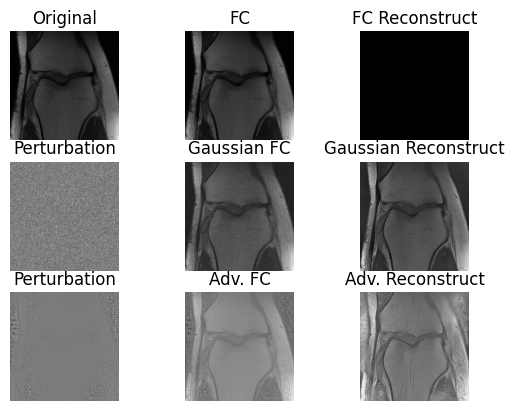 Original
FC
FC Reconstruct
Perturbation
Gaussian FC
Gaussian Reconstruct
Perturbation
Adv. FC
Adv. Reconstruct